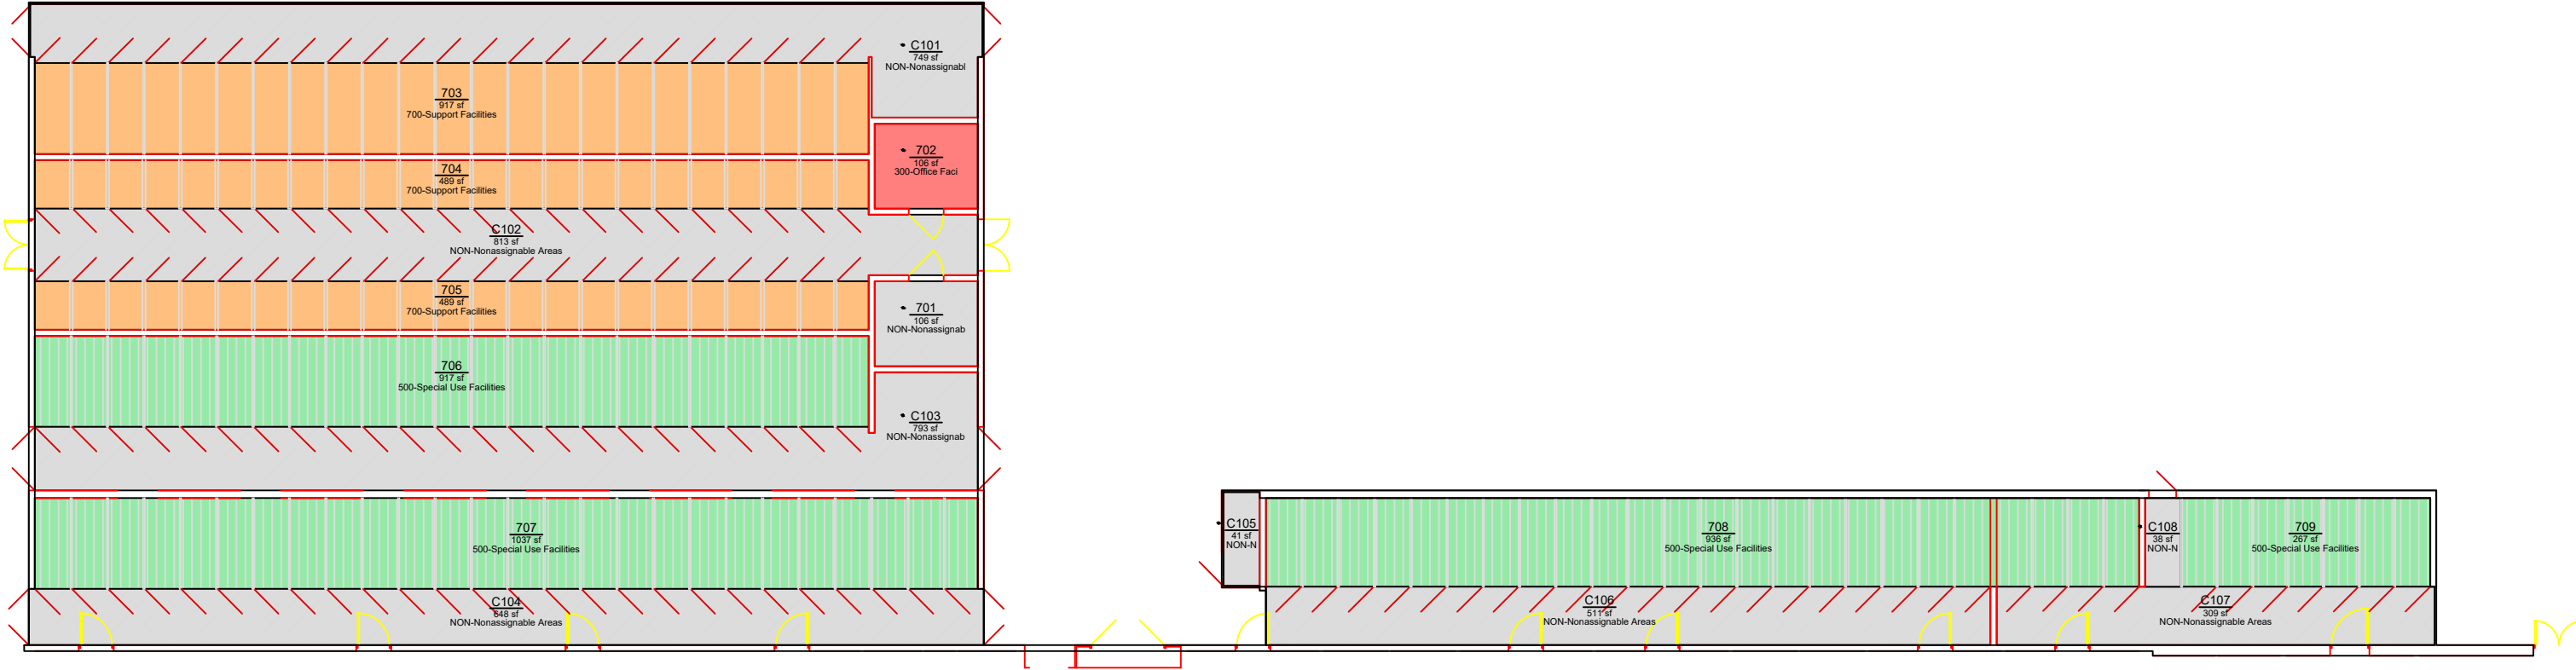 C101
749 sf
NON-Nonassignabl
703
917 sf
700-Support Facilities
702
106 sf
300-Office Faci
704
489 sf
700-Support Facilities
C102
813 sf
NON-Nonassignable Areas
705
489 sf
700-Support Facilities
701
106 sf
NON-Nonassignab
706
917 sf
500-Special Use Facilities
C103
793 sf
NON-Nonassignab
707
1037 sf
500-Special Use Facilities
C104
648 sf
NON-Nonassignable Areas
C105
41 sf
NON-N
708
936 sf
500-Special Use Facilities
C108
38 sf
NON-N
709
267 sf
500-Special Use Facilities
C106
511 sf
NON-Nonassignable Areas
C107
309 sf
NON-Nonassignable Areas